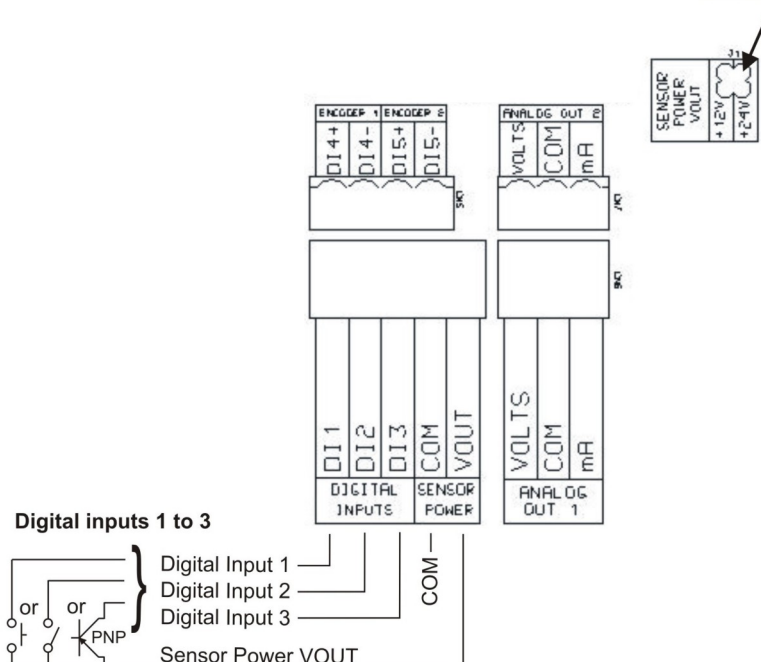 SENSOR
POWER
VOUT
+12V
+24V
ENCODER 1 ENCODER 2
DI4+
DI4-
DI5+
DI5-
ANALOG OUT 2
VOLTS
COM
mA
DI1
DI2
DI3
COM
VOUT
DIGITAL
INPUTS
SENSOR
POWER
VOLTS
COM
mA
ANALOG
OUT 1
Digital inputs 1 to 3
Digital Input 1
Digital Input 2
Digital Input 3
COM
or
or
PNP
Sensor Power VOUT